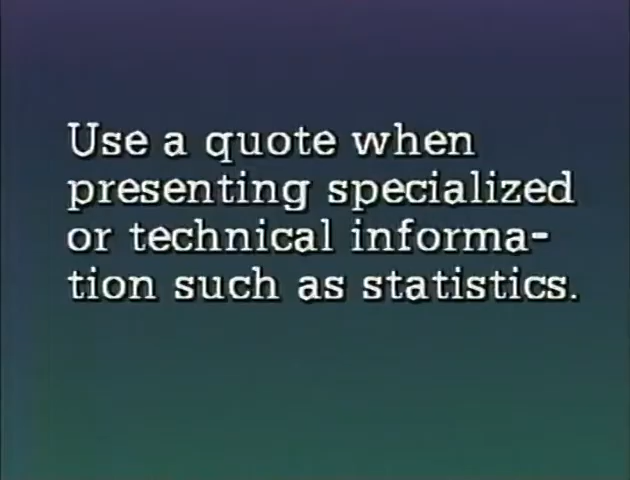 Use a quote when
presenting specialized
or technical informa-
tion such as statistics.